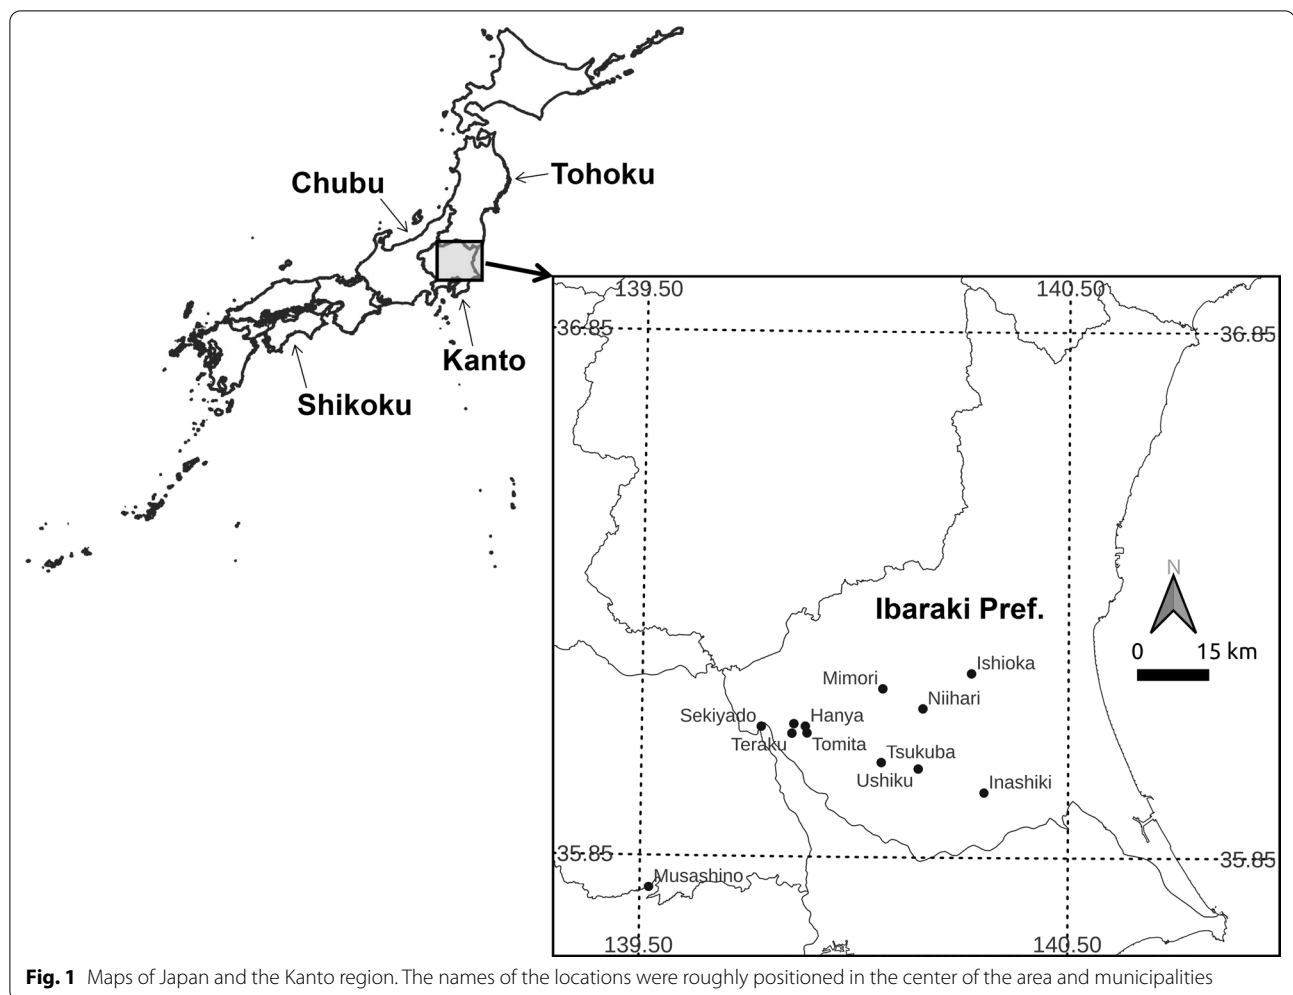 Chubu
Tohoku
Kanto
Shikoku
139.50
140.50
36.85
36.85
N
Ibaraki Pref.
0 15 km
Ishioka
Mimori
Niihari
Sekiyado
Hanya
Teraku
Tomita
Tsukuba
Ushiku
Inashiki
35.85
35.85
Musashino
139.50
140.50
Fig. 1 Maps of Japan and the Kanto region. The names of the locations were roughly positioned in the center of the area and municipalities